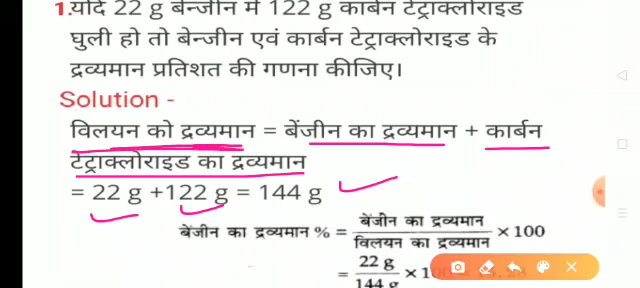 1.यदि 22 g बेन्जीन में 122 g कार्बन टेट्राक्लोराइड
घुली हो तो बेन्जीन एवं कार्बन टेट्राक्लोराइड के
द्रव्यमान प्रतिशत की गणना कीजिए।
Solution -
विलयन को द्रव्यमान = बेंजीन का द्रव्यमान + कार्बन
टेट्राक्लोराइड का द्रव्यमान
= 22 g +122 g = 144 g
बेंजीन का द्रव्यमान % = बेंजीन का द्रव्यमान / विलयन का द्रव्यमान × 100
= 22 g / 144 g ×